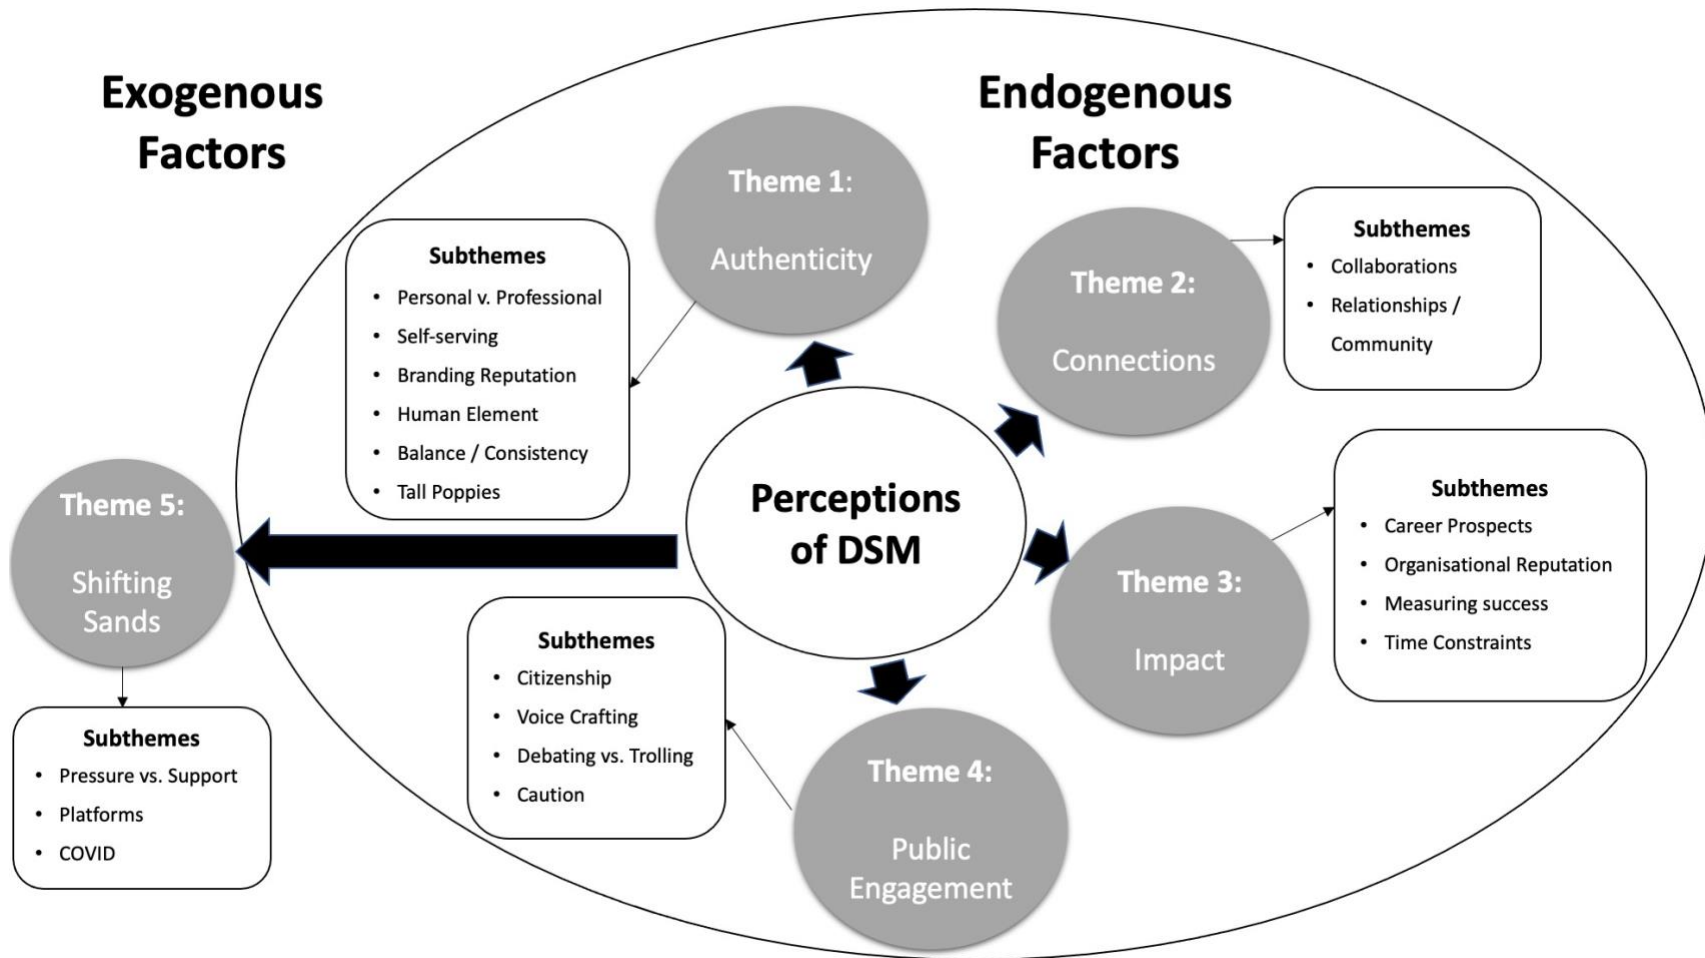 Exogenous
Factors
Endogenous
Factors
Theme 1:
Authenticity
Subthemes
• Personal v. Professional
• Self-serving
• Branding Reputation
• Human Element
• Balance / Consistency
• Tall Poppies
Theme 2:
Connections
Subthemes
• Collaborations
• Relationships /
Community
Perceptions
of DSM
Theme 3:
Impact
Subthemes
• Career Prospects
• Organisational Reputation
• Measuring success
• Time Constraints
Theme 4:
Public
Engagement
Subthemes
• Citizenship
• Voice Crafting
• Debating vs. Trolling
• Caution
Theme 5:
Shifting
Sands
Subthemes
• Pressure vs. Support
• Platforms
• COVID